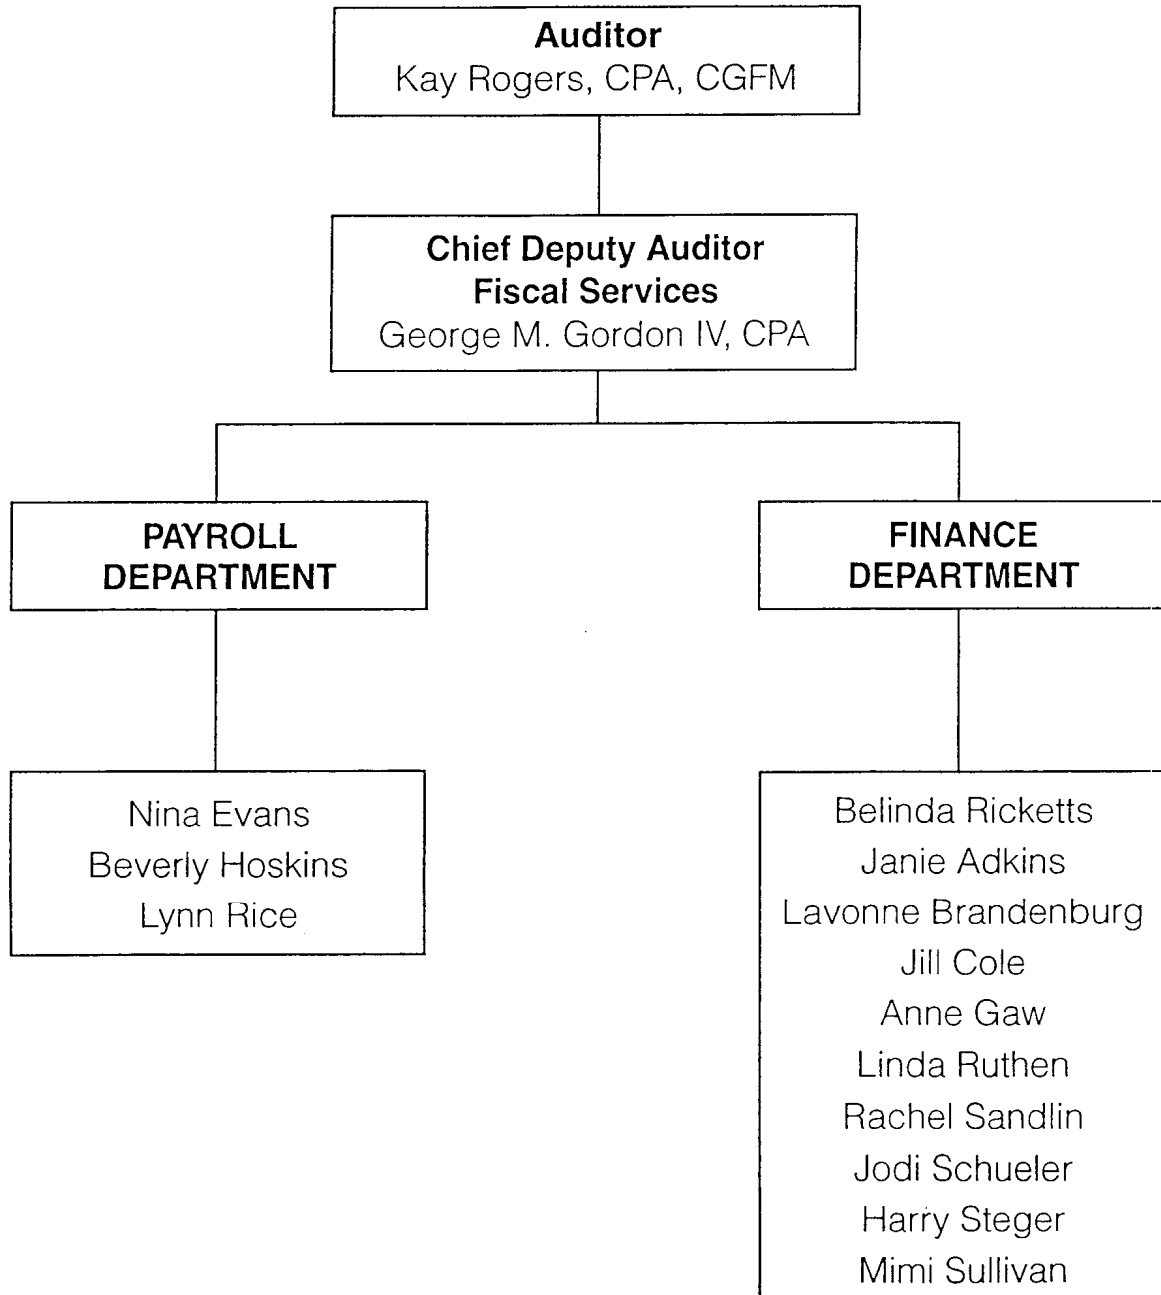 Auditor
Kay Rogers, CPA, CGFM
Chief Deputy Auditor
Fiscal Services
George M. Gordon IV, CPA
PAYROLL
DEPARTMENT
FINANCE
DEPARTMENT
Nina Evans
Beverly Hoskins
Lynn Rice
Belinda Ricketts
Janie Adkins
Lavonne Brandenburg
Jill Cole
Anne Gaw
Linda Ruthen
Rachel Sandlin
Jodi Schueler
Harry Steger
Mimi Sullivan